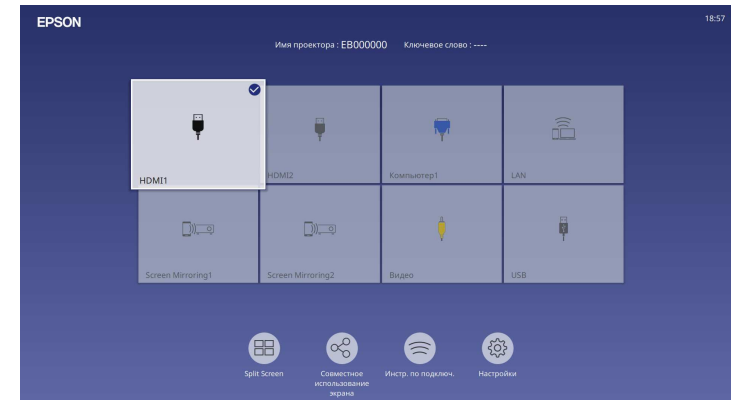 EPSON
18:57
Имя проектора : EB000000 Ключевое слово : ----
HDMI1
HDMI2
Компьютер1
LAN
Screen Mirroring1
Screen Mirroring2
Видео
USB
Split Screen
Совместное
использование
экрана
Инстр. по подключ.
Настройки